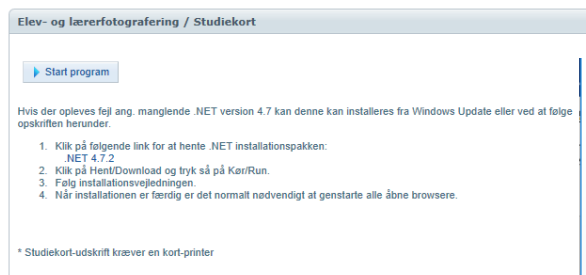 Elev- og lærerfotografering / Studiekort
Start program
Hvis der opleves fejl ang. manglende .NET version 4.7 kan denne kan installeres fra Windows Update eller ved at følge
opskriften herunder.
1. Klik på følgende link for at hente .NET installationspakken:
.NET 4.7.2
2. Klik på Hent/Download og tryk så på Kør/Run.
3. Følg installationsvejledningen.
4. Når installationen er færdig er det normalt nødvendigt at genstarte alle åbne browsere.
* Studiekort-udskrift kræver en kort-printer